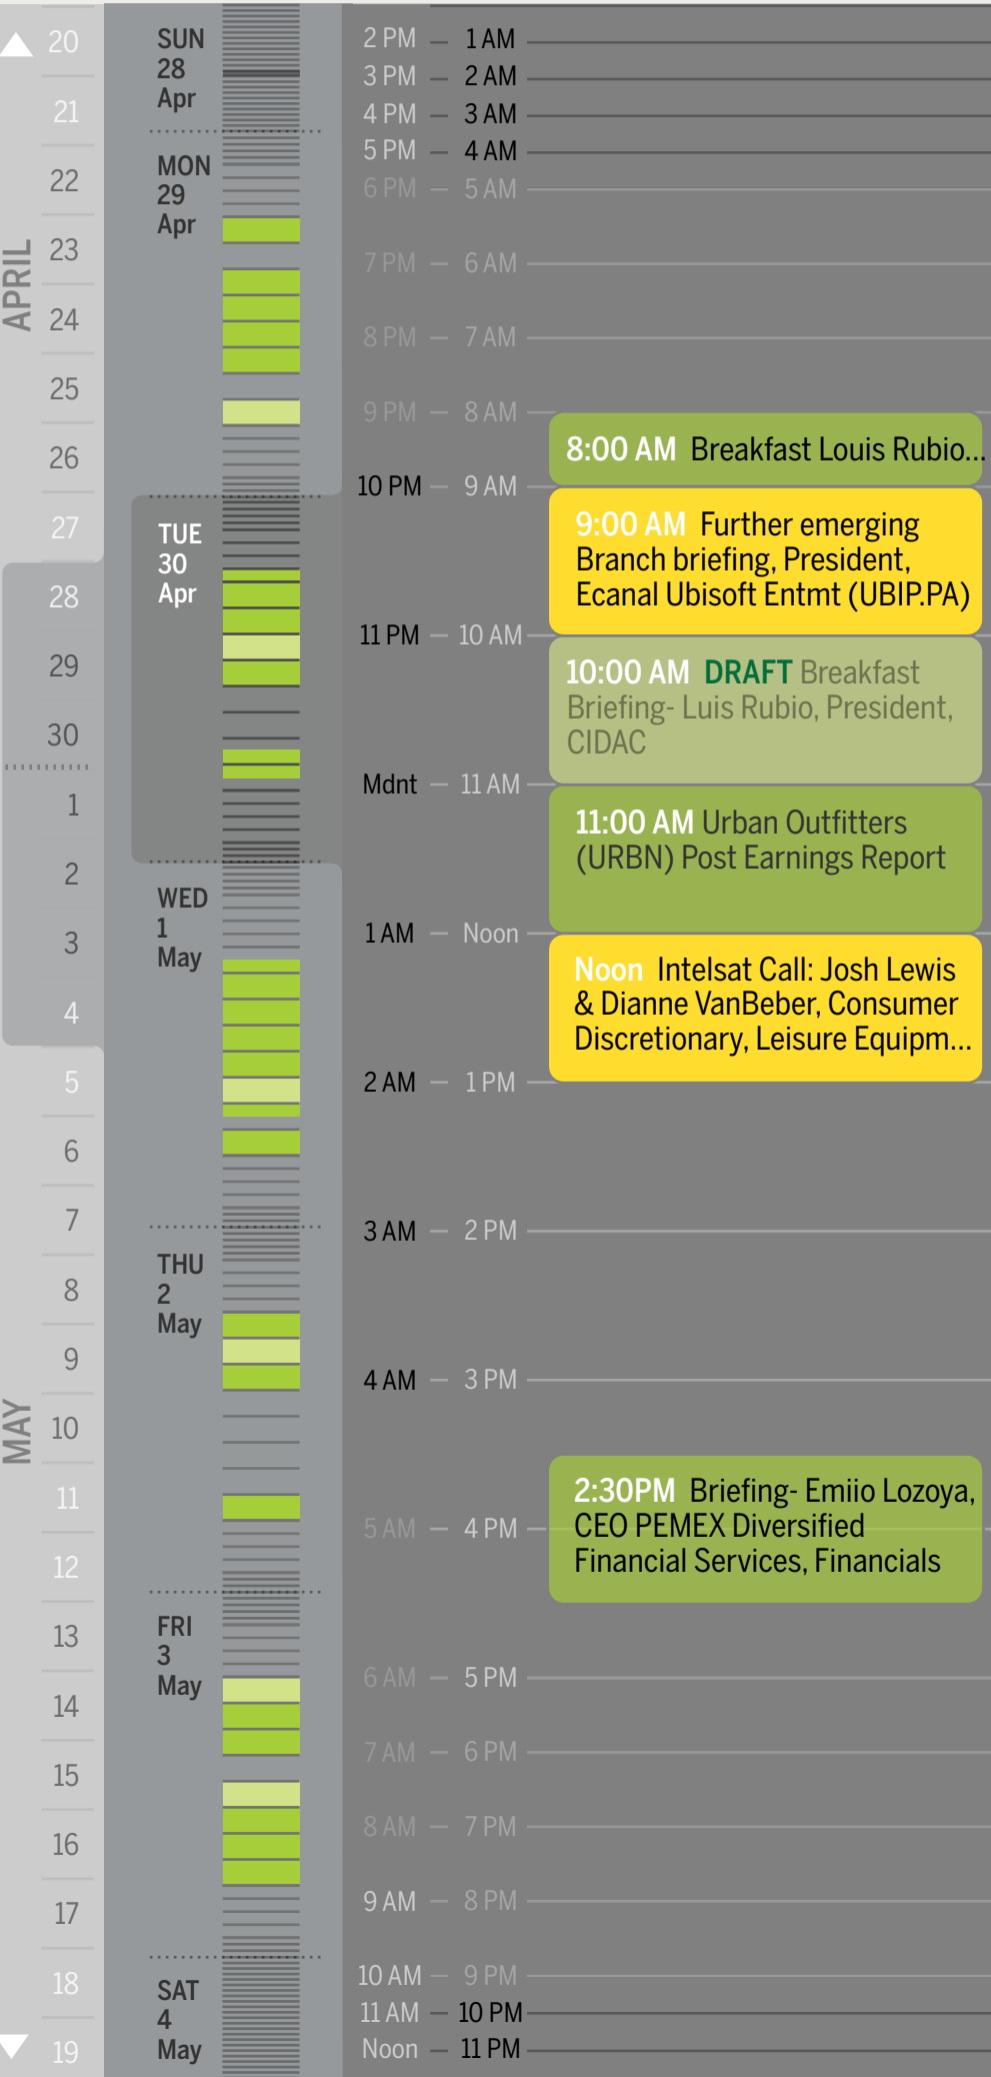 APRIL
20
21
22
23
24
25
26
27
28
29
30
MAY
1
2
3
4
5
6
7
8
9
10
11
12
13
14
15
16
17
18
19
SUN
28
Apr
MON
29
Apr
TUE
30
Apr
WED
1
May
THU
2
May
FRI
3
May
SAT
4
May
2 PM 1 AM
3 PM 2 AM
4 PM 3 AM
5 PM 4 AM
6 PM 5 AM
7 PM 6 AM
8 PM 7 AM
9 PM 8 AM
10 PM 9 AM
11 PM 10 AM
Mdnt 11 AM
1 AM Noon
2 AM 1 PM
3 AM 2 PM
4 AM 3 PM
5 AM 4 PM
6 AM 5 PM
7 AM 6 PM
8 AM 7 PM
9 AM 8 PM
10 AM 9 PM
11 AM 10 PM
Noon 11 PM
8:00 AM Breakfast Louis Rubio...
9:00 AM Further emerging
Branch briefing, President,
Ecanal Ubisoft Entmt (UBIP.PA)
10:00 AM DRAFT Breakfast
Briefing- Luis Rubio, President,
CIDAC
11:00 AM Urban Outfitters
(URBN) Post Earnings Report
Noon Intelsat Call: Josh Lewis
& Dianne VanBeber, Consumer
Discretionary, Leisure Equipm...
2:30PM Briefing- Emiio Lozoya,
CEO PEMEX Diversified
Financial Services, Financials